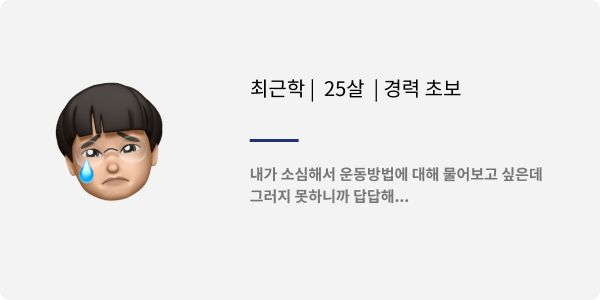 최근학 | 25살 | 경력 초보
내가 소심해서 운동방법에 대해 물어보고 싶은데
그러지 못하니까 답답해...